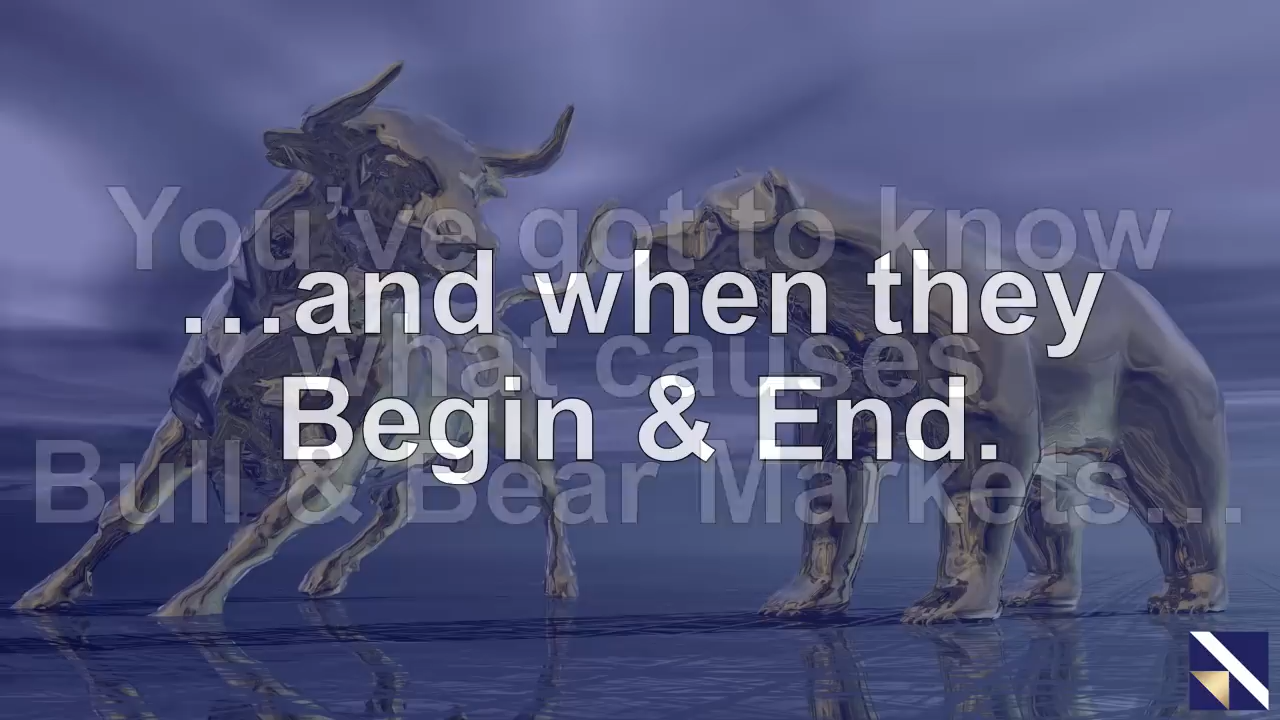 You've got to know
what causes
Bull & Bear Markets...
...and when they
Begin & End.